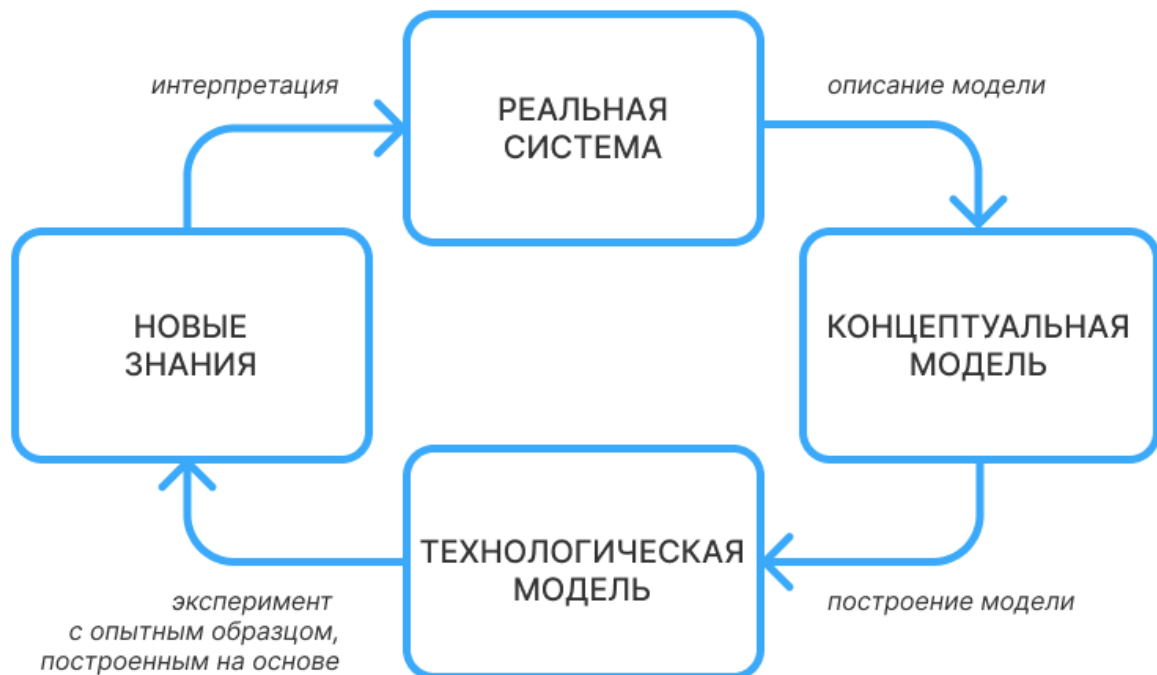 интерпретация
РЕАЛЬНАЯ
СИСТЕМА
описание модели
НОВЫЕ
ЗНАНИЯ
КОНЦЕПТУАЛЬНАЯ
МОДЕЛЬ
ТЕХНОЛОГИЧЕСКАЯ
МОДЕЛЬ
эксперимент
с опытным образцом,
построенным на основе
построение модели